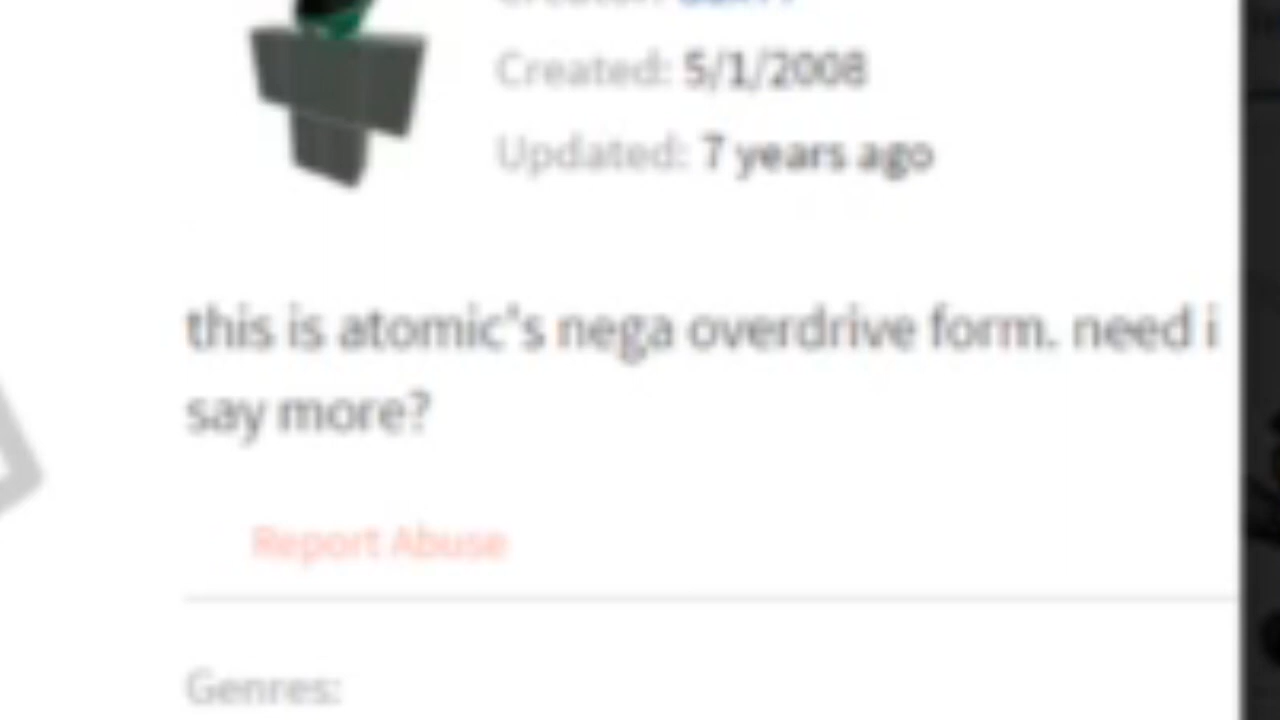 Created: 5/1/2008
Updated: 7 years ago
this is atomic's nega overdrive form. need i
say more?
Report Abuse
Genres: